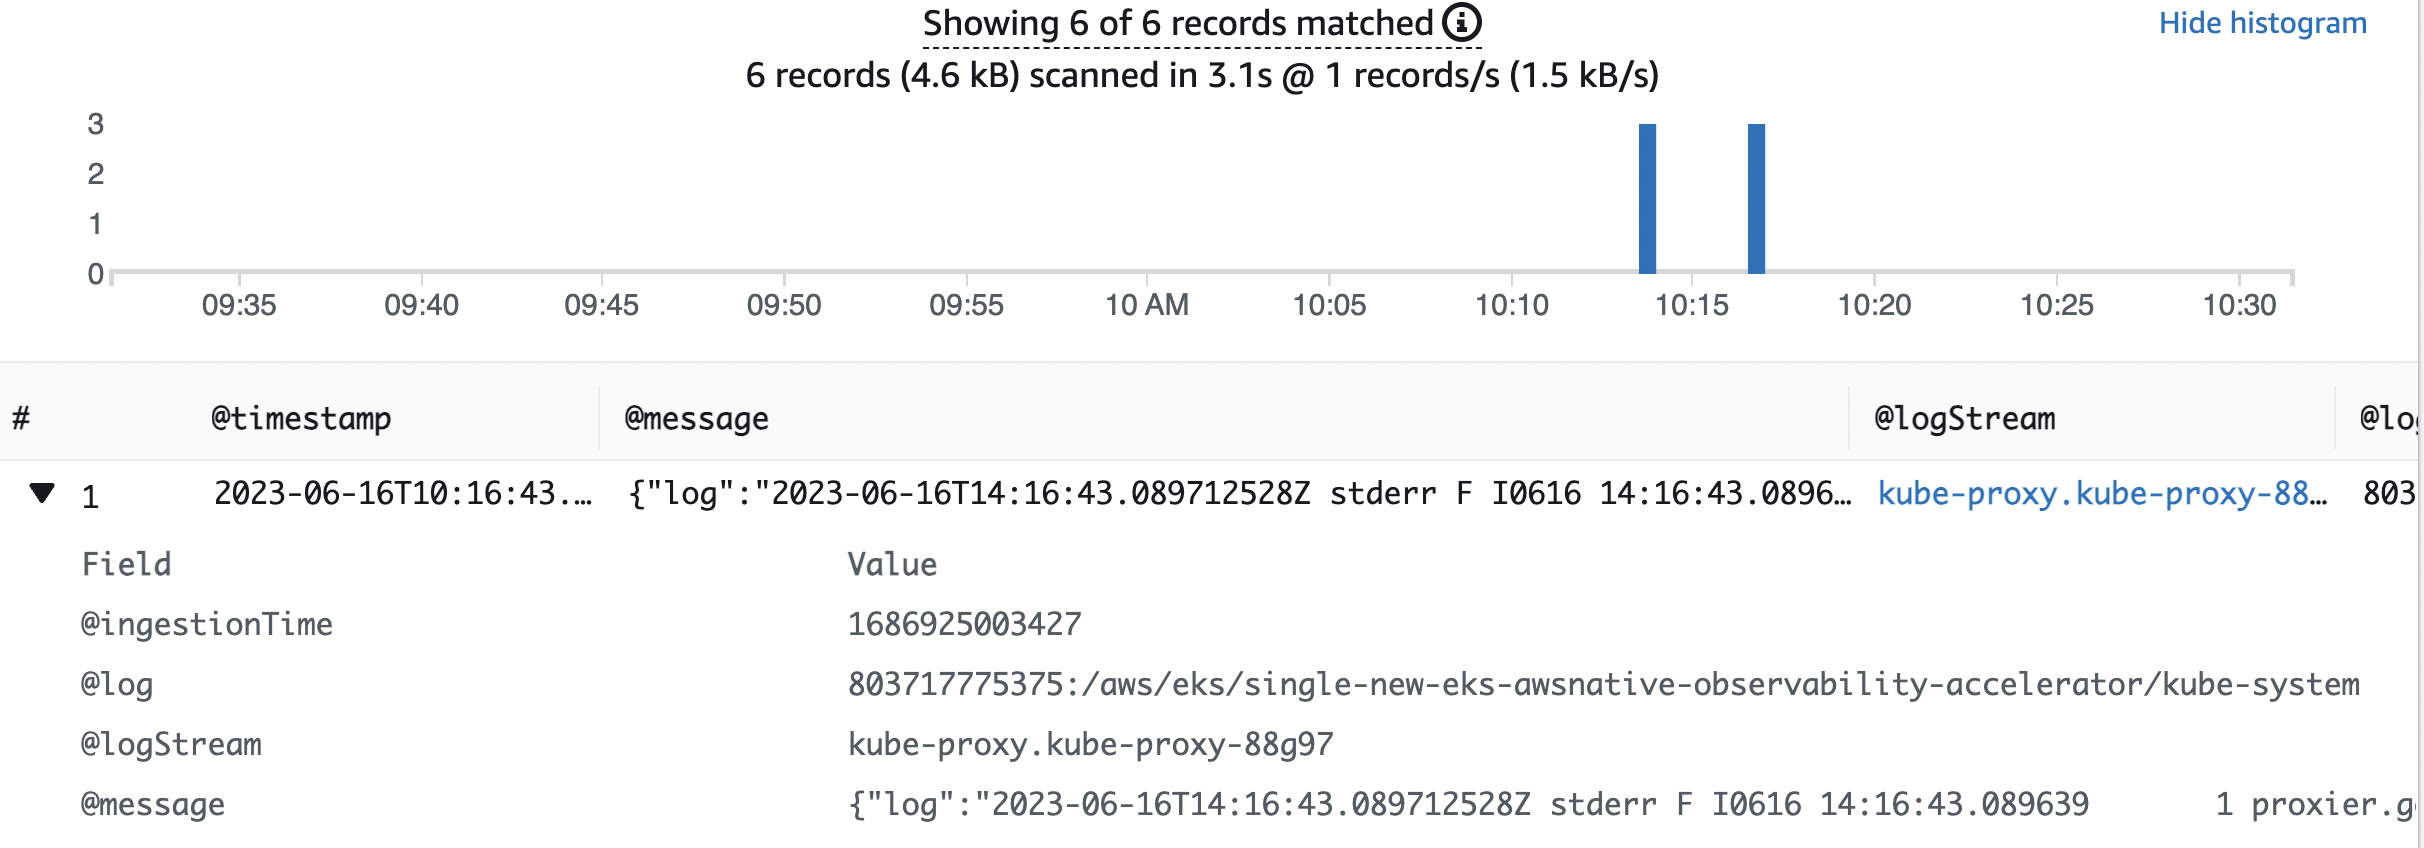 Showing 6 of 6 records matched
Hide histogram
6 records (4.6 kB) scanned in 3.1s @ 1 records/s (1.5 kB/s)
3
2
1
0
09:35 09:40 09:45 09:50 09:55 10 AM 10:05 10:10 10:15 10:20 10:25 10:30
# @timestamp @message @logStream @log
1 2023-06-16T10:16:43.… {"log":"2023-06-16T14:16:43.089712528Z stderr F I0616 14:16:43.0896… kube-proxy.kube-proxy-88… 803
Field Value
@ingestionTime 1686925003427
@log 803717775375:/aws/eks/single-new-eks-awsnative-observability-accelerator/kube-system
@logStream kube-proxy.kube-proxy-88g97
@message {"log":"2023-06-16T14:16:43.089712528Z stderr F I0616 14:16:43.089639 1 proxier.g